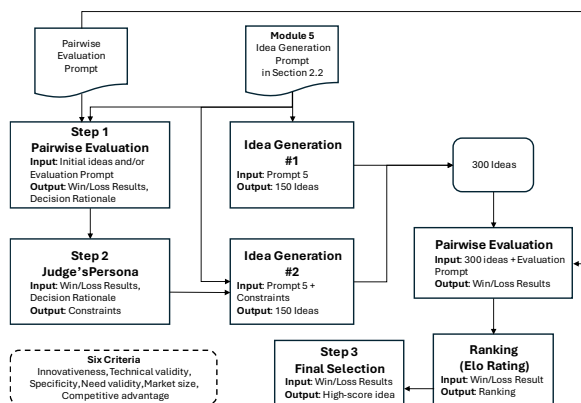 Pairwise
Evaluation
Prompt
Module 5
Idea Generation
Prompt
in Section 2.2
Step 1
Pairwise Evaluation
Input: Initial ideas and/or
Evaluation Prompt
Output: Win/Loss Results,
Decision Rationale
Idea Generation
#1
Input: Prompt 5
Output: 150 Ideas
300 Ideas
Step 2
Judge'sPersona
Input: Win/Loss Results,
Decision Rationale
Output: Constraints
Idea Generation
#2
Input: Prompt 5 +
Constraints
Output: 150 Ideas
Pairwise Evaluation
Input: 300 ideas +Evaluation
Prompt
Output: Win/Loss Results
Six Criteria
Innovativeness,Technical validity,
Specificity,Need validity,Market size,
Competitive advantage
Step 3
Final Selection
Input: Win/Loss Results
Output: High-score idea
Ranking
(Elo Rating)
Input: Win/Loss Result
Output: Ranking